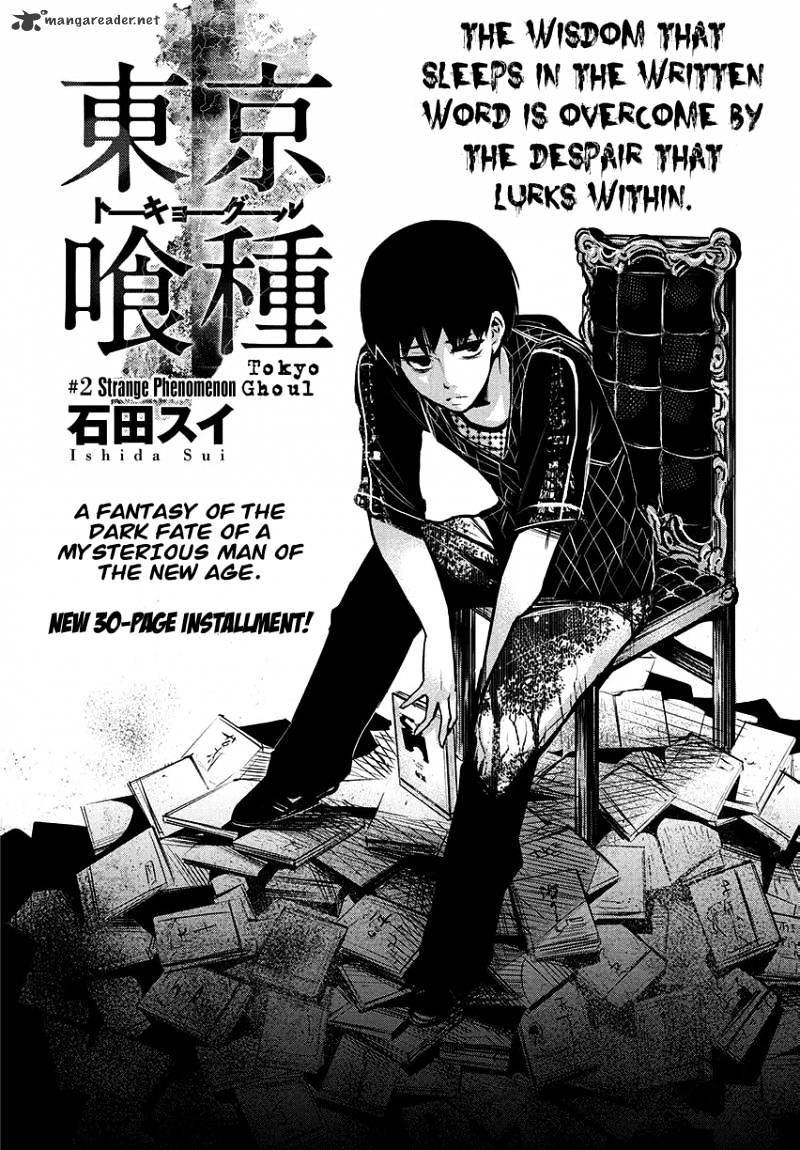 mangareader.net
THE WISDOM THAT
SLEEPS IN THE WRITTEN
WORD IS OVERCOME BY
THE DESPAIR THAT
LURKS WITHIN.
東京
トーキョーグール
喰種
Tokyo
#2 Strange Phenomenon Ghoul
石田スイ
Ishida Sui
A FANTASY OF THE
DARK FATE OF A
MYSTERIOUS MAN OF
THE NEW AGE.
NEW 30-PAGE INSTALLMENT!